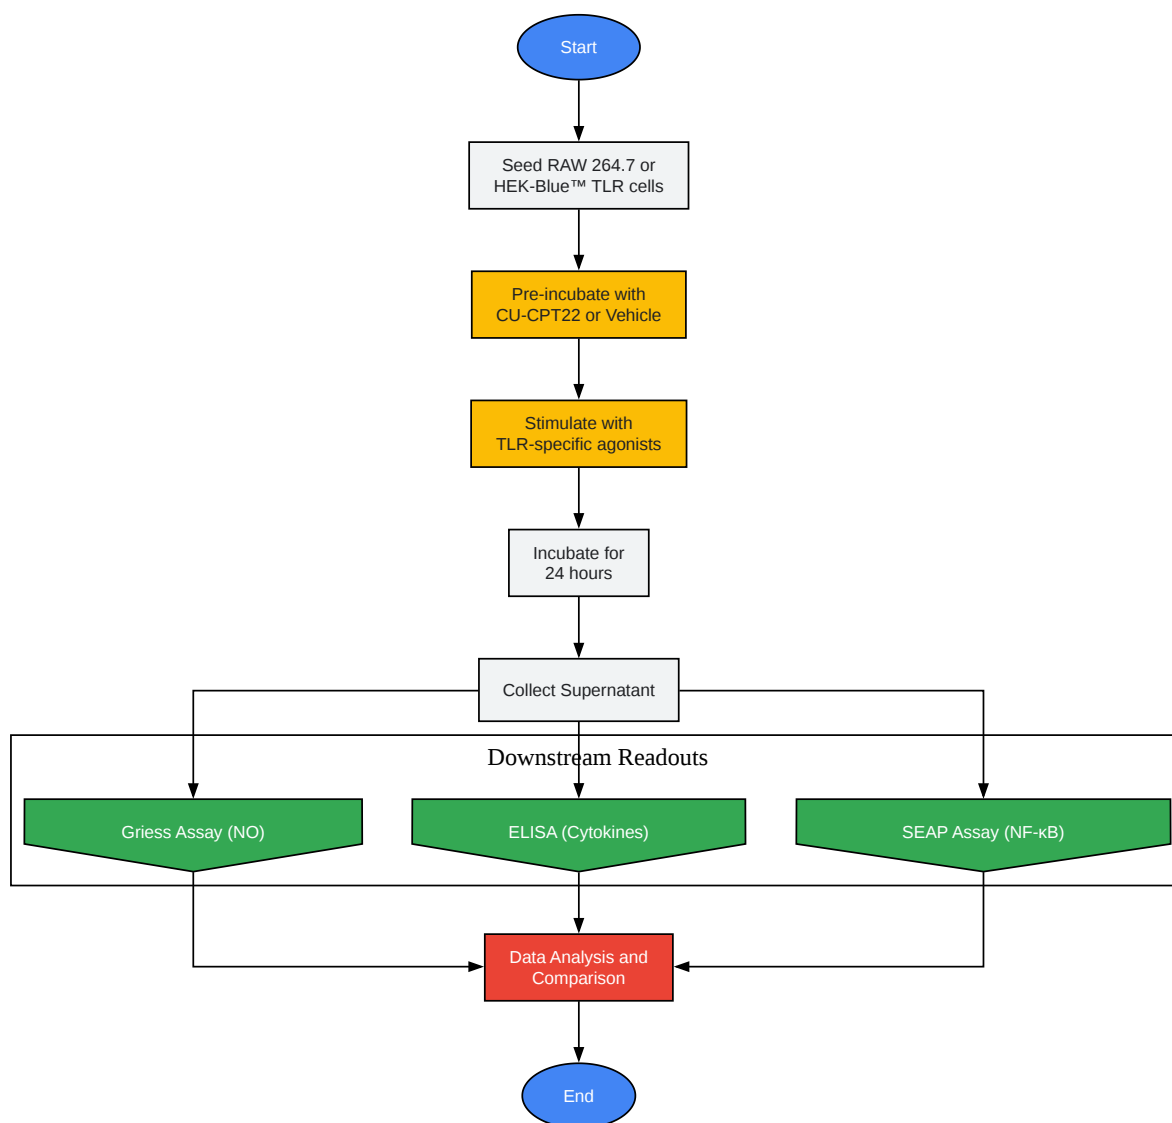 Start
Seed RAW 264.7 or
HEK-Blue™ TLR cells
Pre-incubate with
CU-CPT22 or Vehicle
Stimulate with
TLR-specific agonists
Incubate for
24 hours
Collect Supernatant
Downstream Readouts
Griess Assay (NO)
ELISA (Cytokines)
SEAP Assay (NF-κB)
Data Analysis and
Comparison
End